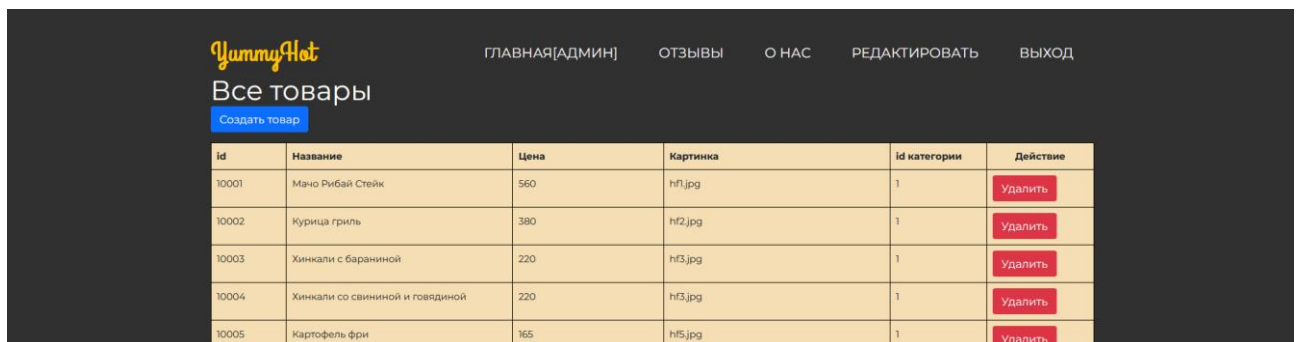 YummyHot ГЛАВНАЯ[АДМИН] ОТЗЫВЫ О НАС РЕДАКТИРОВАТЬ ВЫХОД
Все товары
Создать товар
id Название Цена Картинка id категории Действие
10001 Мачо Рибай Стейк 560 hf1.jpg 1 Удалить
10002 Курица гриль 380 hf2.jpg 1 Удалить
10003 Хинкали с бараниной 220 hf3.jpg 1 Удалить
10004 Хинкали со свининой и говядиной 220 hf3.jpg 1 Удалить
10005 Картофель фри 165 hf5.jpg 1 Удалить